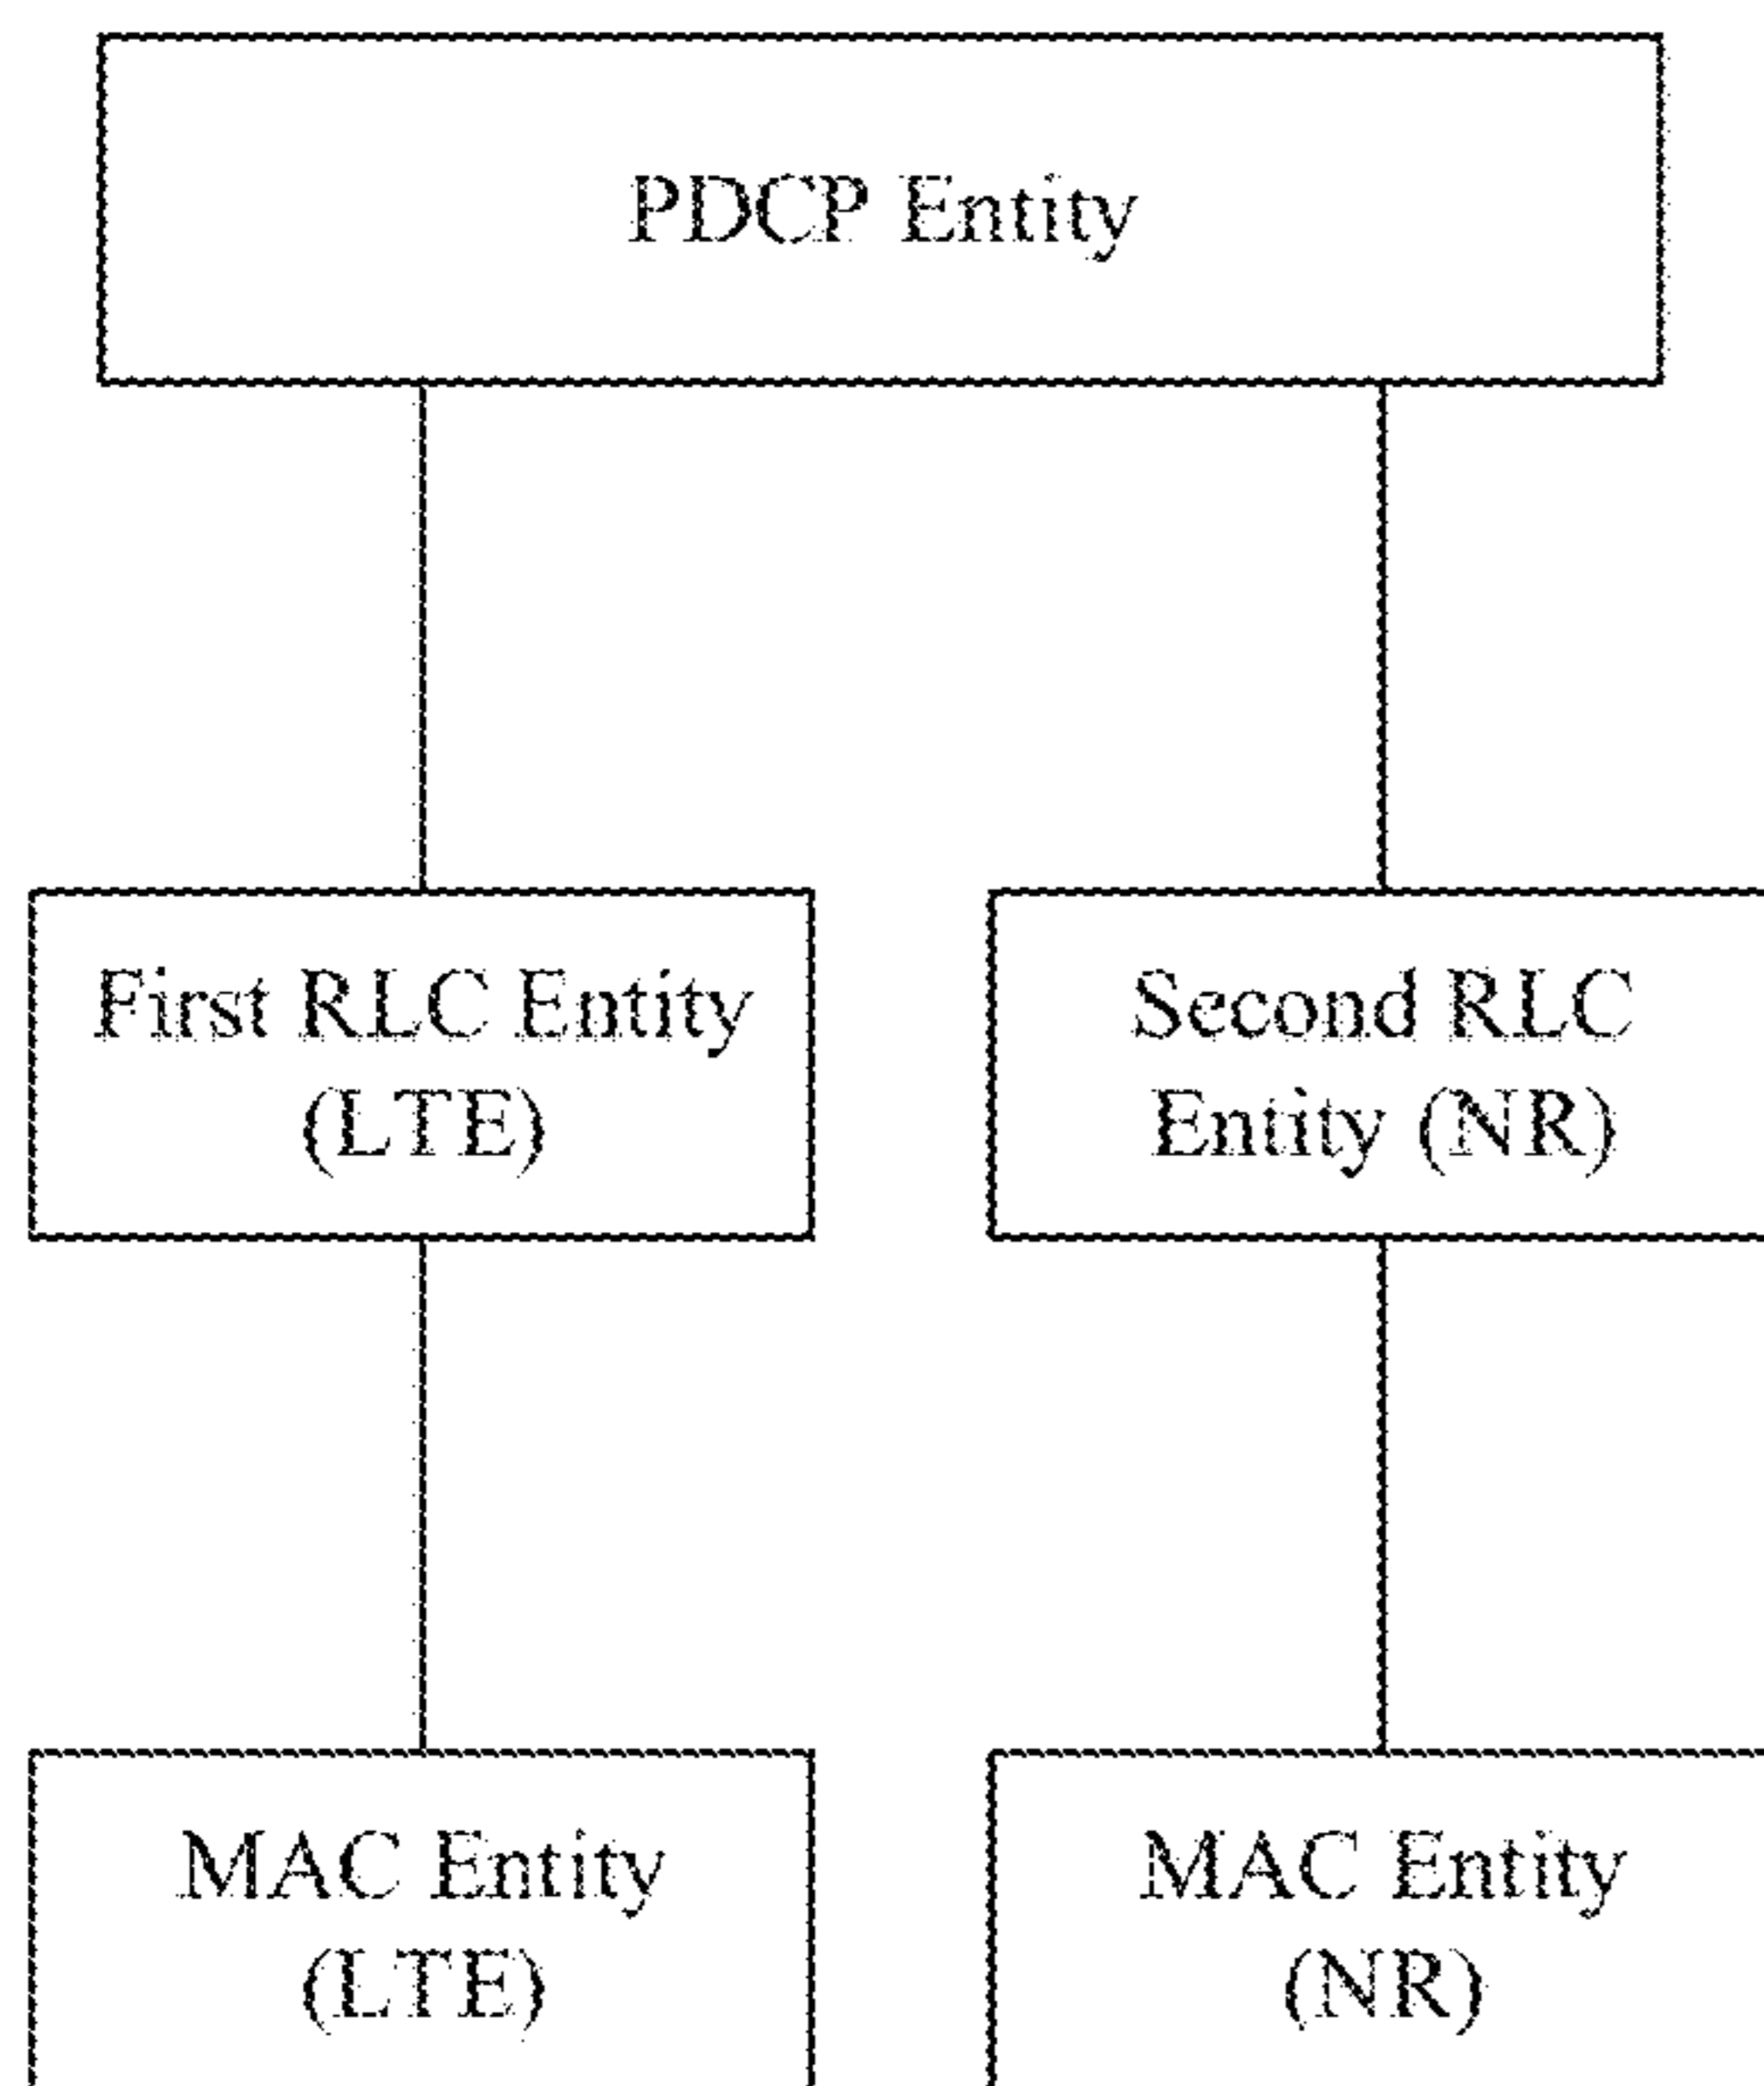 PDCP Entity
First RLC Entity
(LTE)
Second RLC
Entity (NR)
MAC Entity
(LTE)
MAC Entity
(NR)